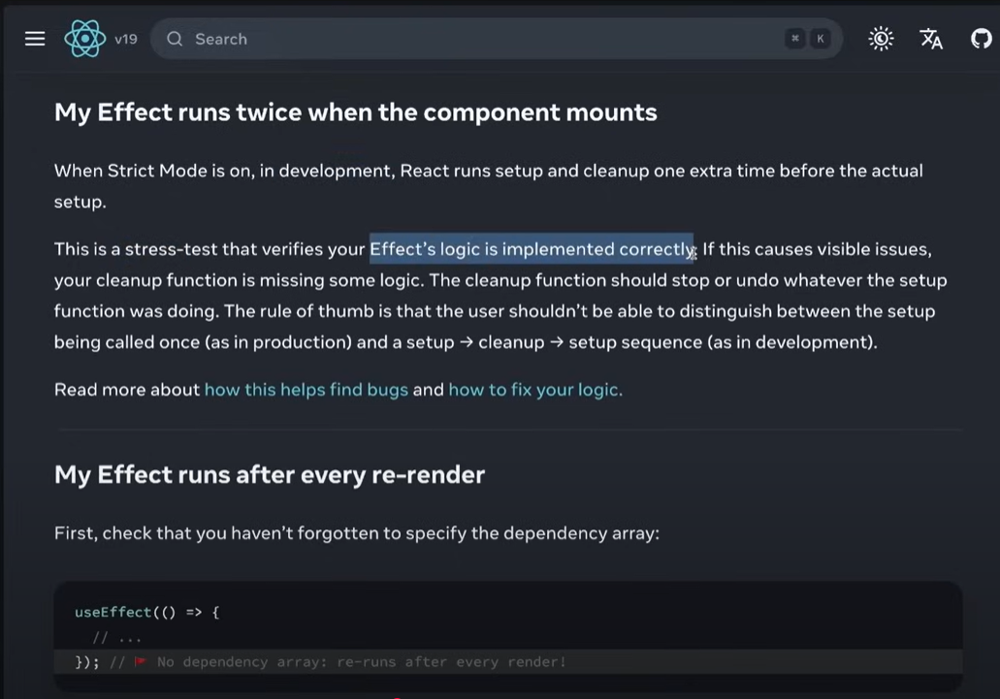 v19 Search ⌘ K
My Effect runs twice when the component mounts
When Strict Mode is on, in development, React runs setup and cleanup one extra time before the actual
setup.
This is a stress-test that verifies your Effect’s logic is implemented correctly. If this causes visible issues,
your cleanup function is missing some logic. The cleanup function should stop or undo whatever the setup
function was doing. The rule of thumb is that the user shouldn’t be able to distinguish between the setup
being called once (as in production) and a setup → cleanup → setup sequence (as in development).
Read more about how this helps find bugs and how to fix your logic.
My Effect runs after every re-render
First, check that you haven’t forgotten to specify the dependency array:
useEffect(() => {
// ...
}); // 🚩 No dependency array: re-runs after every render!